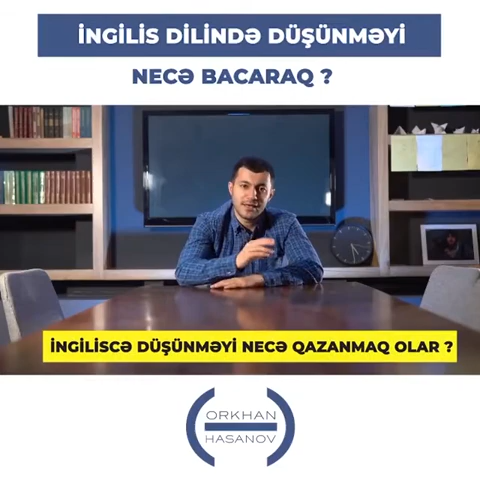 İNGİLİS DİLİNDƏ DÜŞÜNMƏYİ
NECƏ BACARAQ ?
İNGİLİSCƏ DÜŞÜNMƏYİ NECƏ QAZANMAQ OLAR ?
ORKHAN
HASANOV